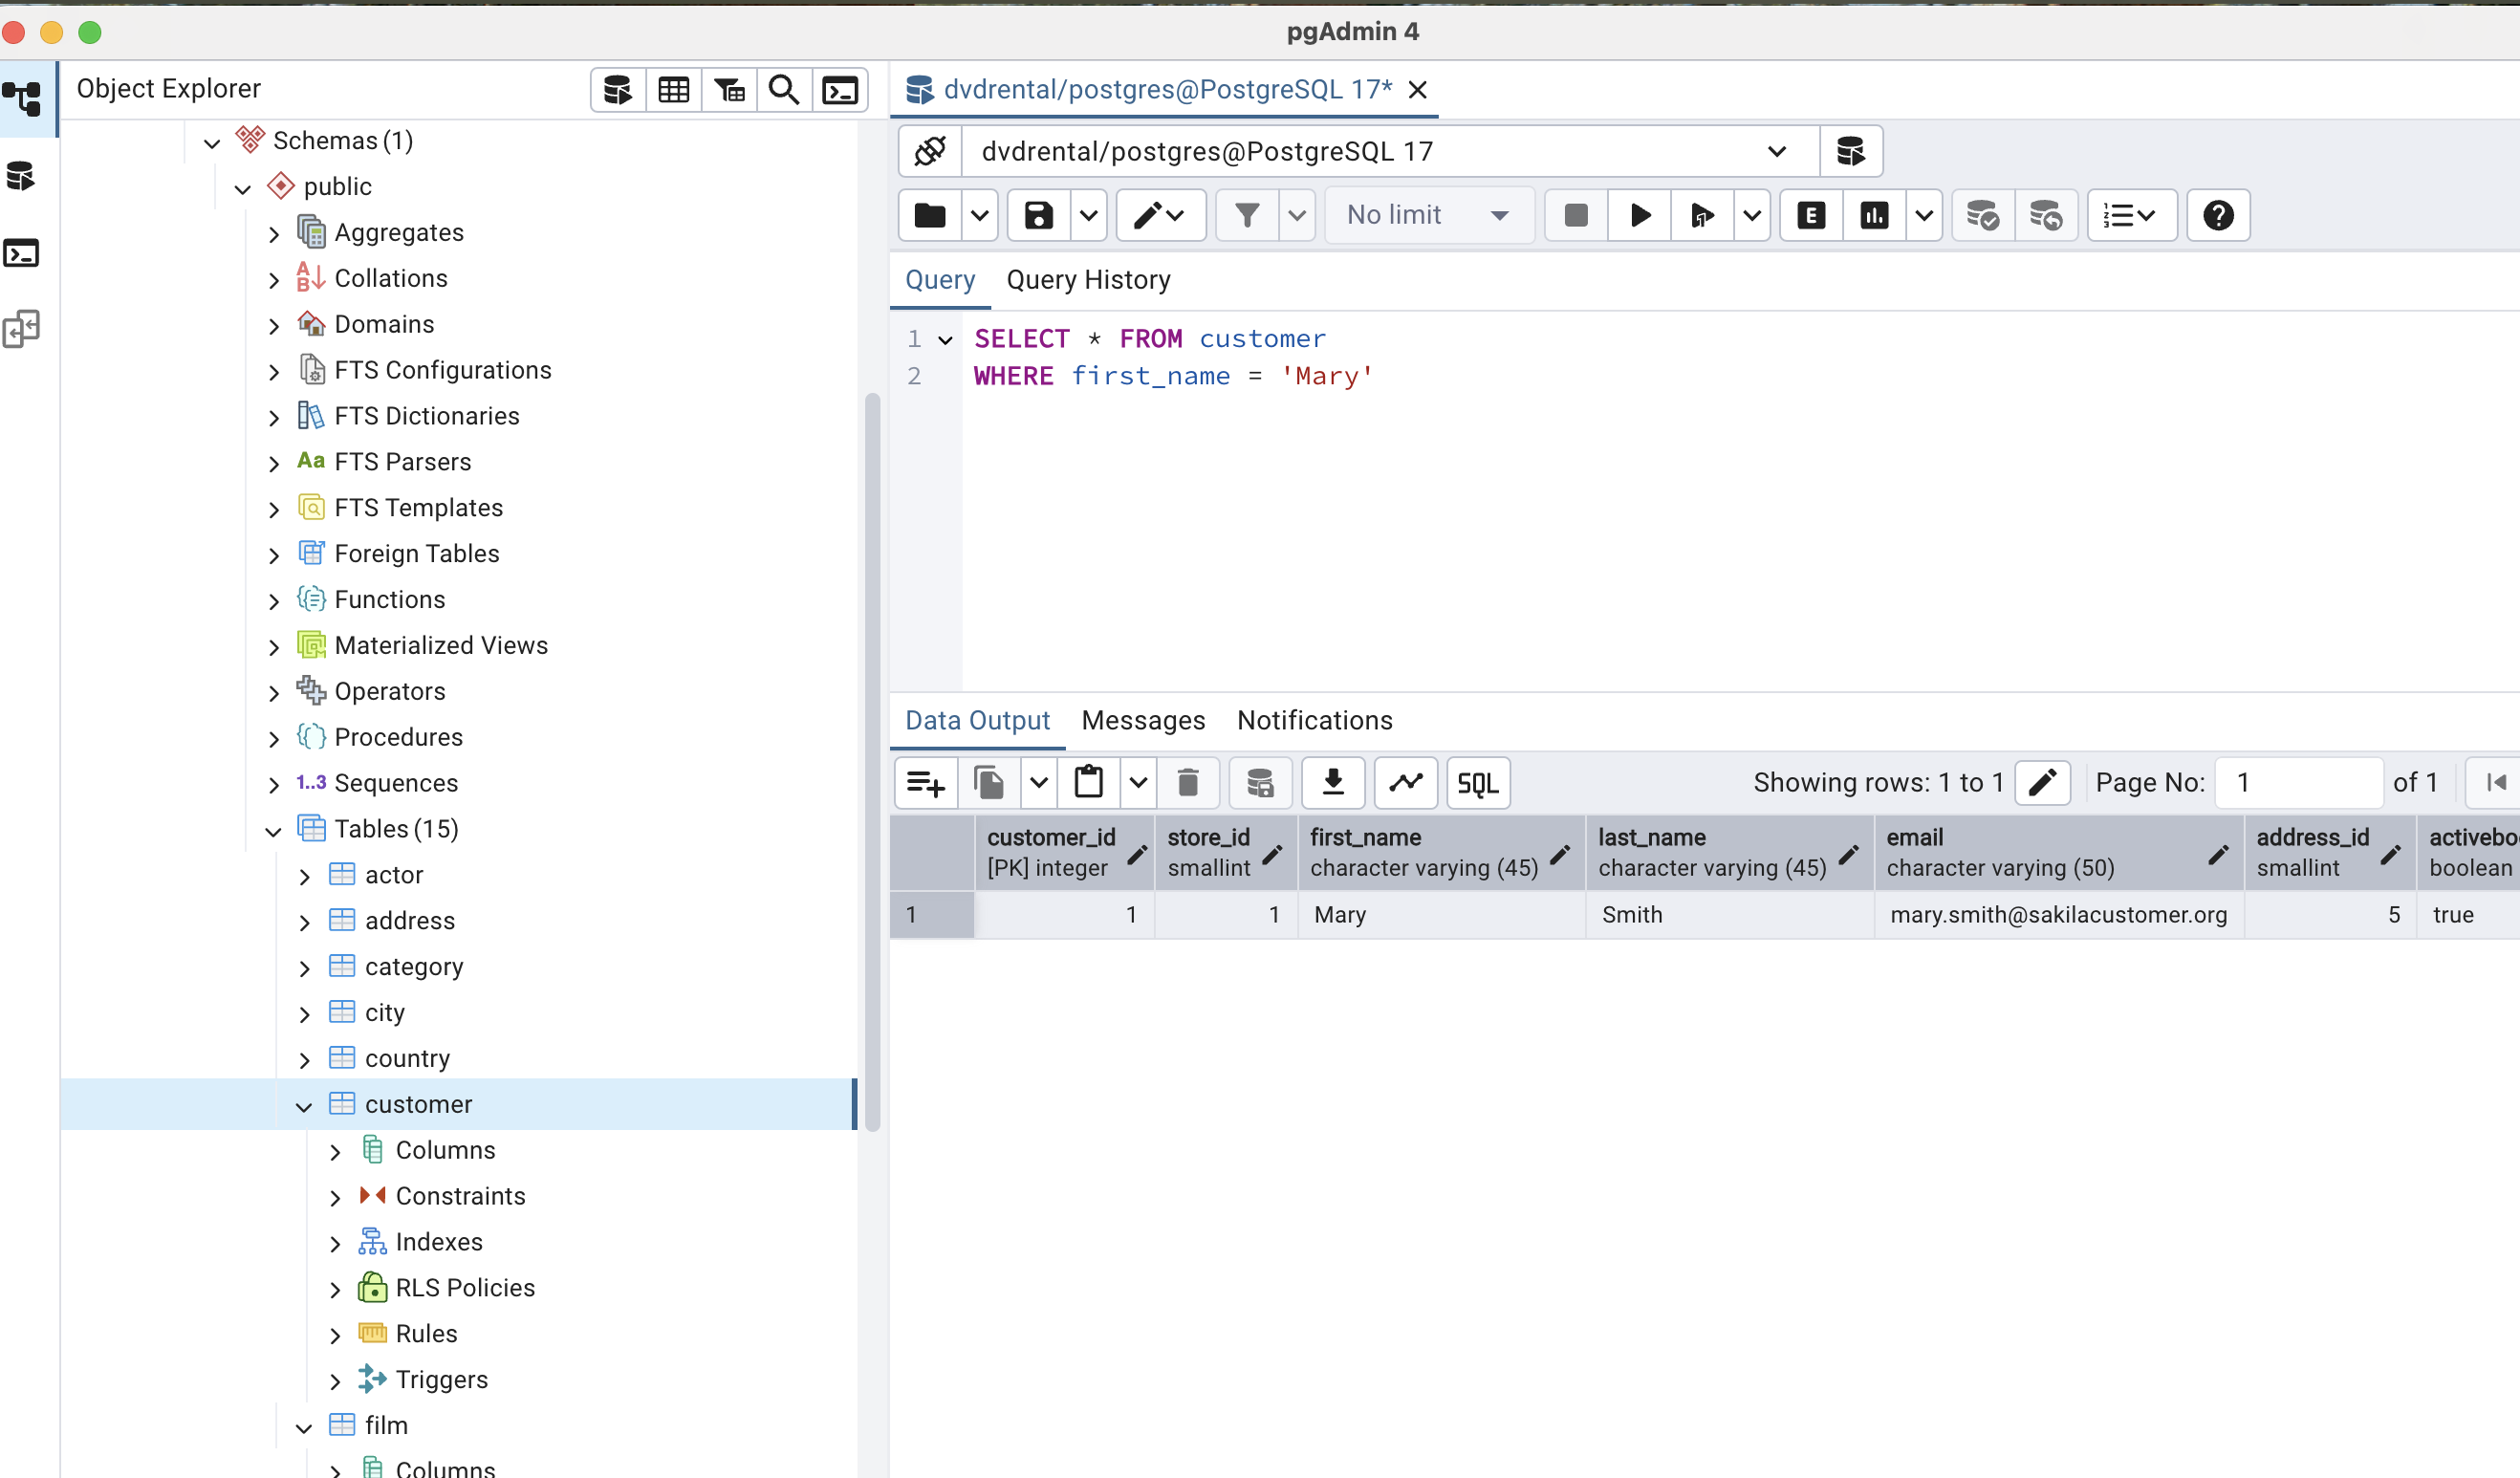 pgAdmin 4
Object Explorer
Schemas (1)
public
Aggregates
Collations
Domains
FTS Configurations
FTS Dictionaries
Aa FTS Parsers
FTS Templates
Foreign Tables
Functions
Materialized Views
Operators
Procedures
1..3 Sequences
Tables (15)
actor
address
category
city
country
customer
Columns
Constraints
Indexes
RLS Policies
Rules
Triggers
film
Columns
dvdrental/postgres@PostgreSQL 17*
dvdrental/postgres@PostgreSQL 17
No limit
E
Query Query History
1 SELECT * FROM customer
2 WHERE first_name = 'Mary'
Data Output Messages Notifications
SQL Showing rows: 1 to 1 Page No: 1 of 1
customer_id store_id first_name last_name email address_id activebo
[PK] integer smallint character varying (45) character varying (45) character varying (50) smallint boolean
1 1 1 Mary Smith mary.smith@sakilacustomer.org 5 true